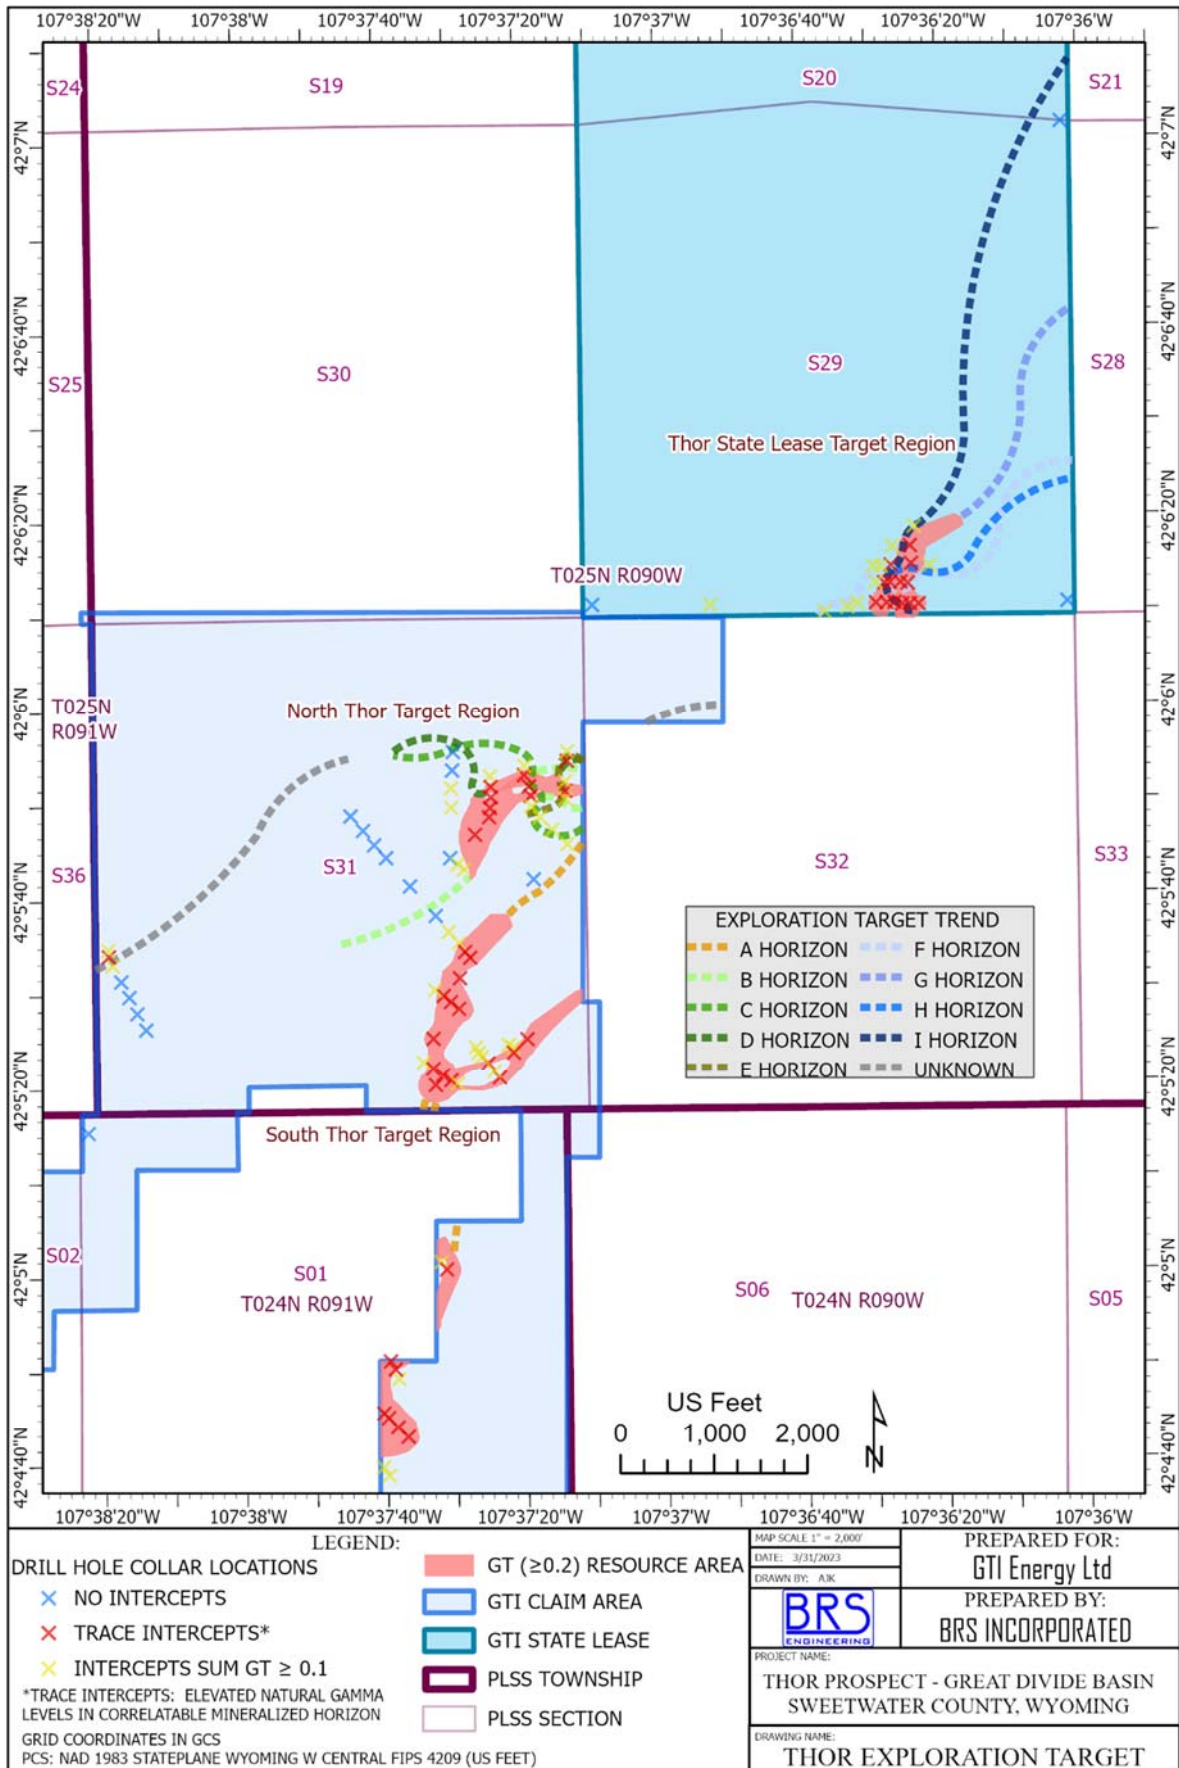 107°38'20"W 107°38'W 107°37'40"W 107°37'20"W 107°37'W 107°36'40"W 107°36'20"W 107°36'W
S24
S19
S20
S21
42°7'N
42°7'N
42°6'40"N
42°6'40"N
S25
S30
S29
S28
Thor State Lease Target Region
42°6'20"N
42°6'20"N
T025N R090W
T025N
R091W
North Thor Target Region
42°6'N
42°6'N
S36
S31
S32
S33
42°5'40"N
42°5'40"N
EXPLORATION TARGET TREND
A HORIZON F HORIZON
B HORIZON G HORIZON
C HORIZON H HORIZON
D HORIZON I HORIZON
E HORIZON UNKNOWN
42°5'20"N
42°5'20"N
South Thor Target Region
S02
S01
T024N R091W
S06
T024N R090W
S05
42°5'N
42°5'N
US Feet
0 1,000 2,000
N
42°4'40"N
42°4'40"N
107°38'20"W 107°38'W 107°37'40"W 107°37'20"W 107°37'W 107°36'40"W 107°36'20"W 107°36'W
LEGEND:
DRILL HOLE COLLAR LOCATIONS
NO INTERCEPTS
TRACE INTERCEPTS*
INTERCEPTS SUM GT ≥ 0.1
*TRACE INTERCEPTS: ELEVATED NATURAL GAMMA
LEVELS IN CORRELATABLE MINERALIZED HORIZON
GRID COORDINATES IN GCS
PCS: NAD 1983 STATEPLANE WYOMING W CENTRAL FIPS 4209 (US FEET)
GT (≥0.2) RESOURCE AREA
GTI CLAIM AREA
GTI STATE LEASE
PLSS TOWNSHIP
PLSS SECTION
MAP SCALE 1" = 2,000'
DATE: 3/31/2023
DRAWN BY: AJK
PREPARED FOR:
GTI Energy Ltd
BRS
ENGINEERING
PREPARED BY:
BRS INCORPORATED
PROJECT NAME:
THOR PROSPECT - GREAT DIVIDE BASIN
SWEETWATER COUNTY, WYOMING
DRAWING NAME:
THOR EXPLORATION TARGET